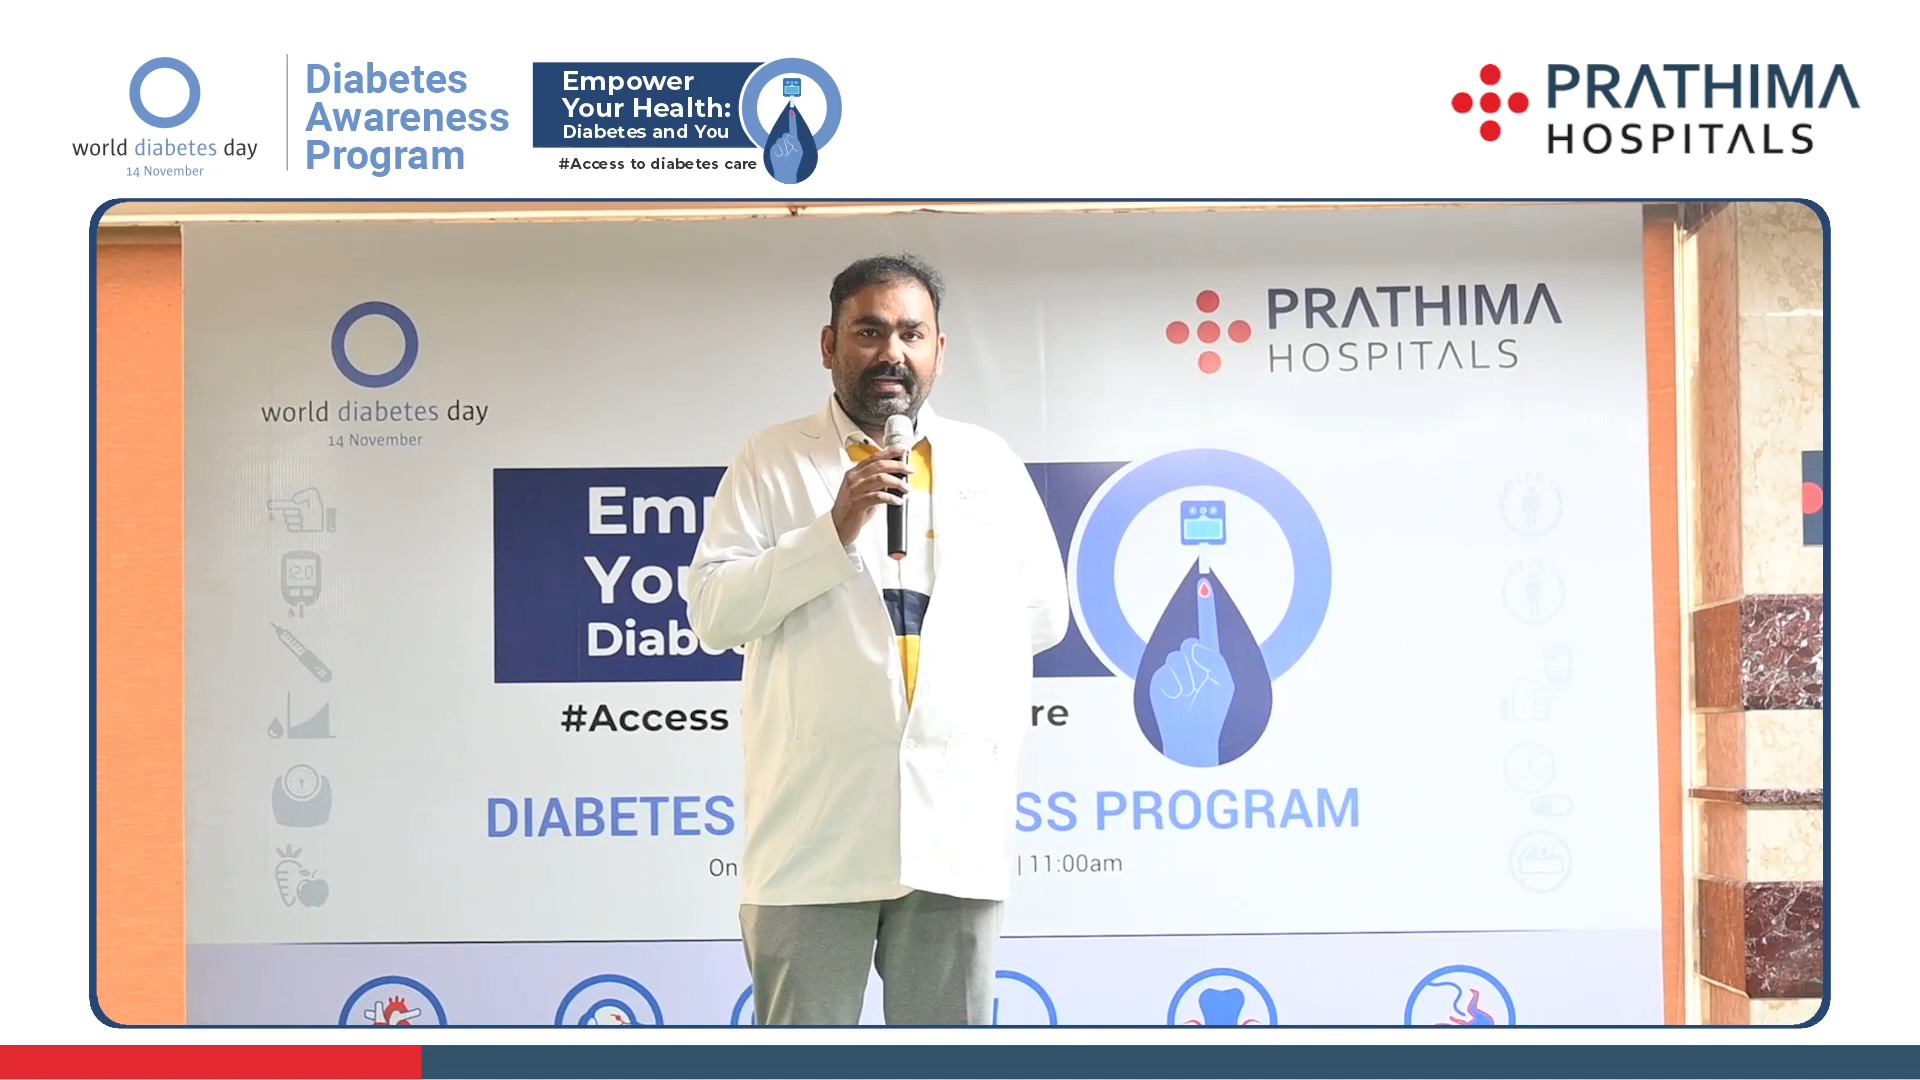 world diabetes day
14 November
Diabetes
Awareness
Program
Empower
Your Health:
Diabetes and You
#Access to diabetes care
PRATHIMA
HOSPITALS
world diabetes day
14 November
PRATHIMA
HOSPITALS
Em
You
Diab
#Access re
DIABETES SS PROGRAM
On | 11:00am
12.0